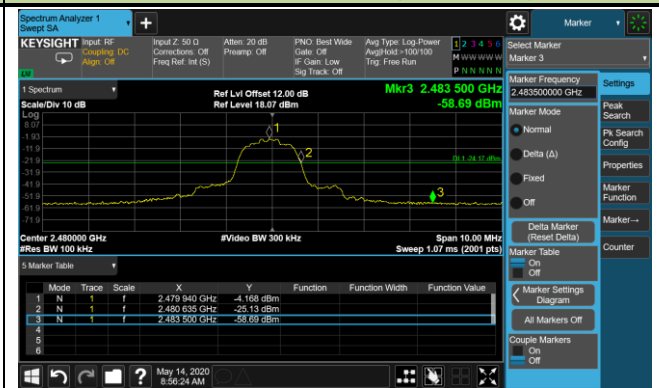 Spectrum Analyzer 1
Swept SA
Marker
KEYSIGHT Input: RF Input Z: 50 Ω Atten: 20 dB PNO: Best Wide Avg Type: Log-Power 1 2 3 4 5 6
Coupling: DC Corrections: Off Preamp: Off Gate: Off Avg|Hold:>100/100 M W W W W W
Align: Off Freq Ref: Int (S) IF Gain: Low Trig: Free Run
Sig Track: Off P N N N N N
LXI
Select Marker
Marker 3
1 Spectrum
Scale/Div 10 dB
Ref Lvl Offset 12.00 dB
Ref Level 18.07 dBm
Mkr3 2.483 500 GHz
-58.69 dBm
Log
8.07
-1.93
-11.9
-21.9
-31.9
-41.9
-51.9
-61.9
-71.9
1
2
3
DL1 -24.17 dBm
Center 2.480000 GHz #Video BW 300 kHz Span 10.00 MHz
#Res BW 100 kHz Sweep 1.07 ms (2001 pts)
5 Marker Table
Mode Trace Scale X Y Function Function Width Function Value
1 N 1 f 2.479 940 GHz -4.168 dBm
2 N 1 f 2.480 635 GHz -25.13 dBm
3 N 1 f 2.483 500 GHz -58.69 dBm
4
5
6
May 14, 2020
8:56:24 AM
Marker Frequency
2.483500000 GHz
Marker Mode
Normal
Delta (Δ)
Fixed
Off
Delta Marker
(Reset Delta)
Marker Table
On
Off
Marker Settings
Diagram
All Markers Off
Couple Markers
On
Off
Settings
Peak
Search
Pk Search
Config
Properties
Marker
Function
Marker→
Counter